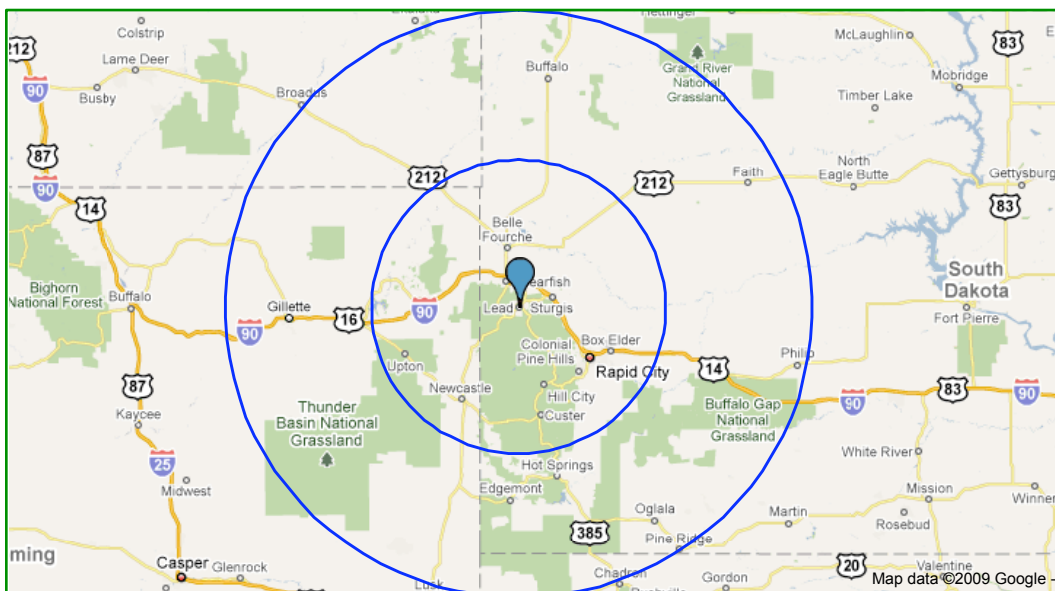 Colstrip
212
Lame Deer
Busby
90
Broadus
Buffalo
Grand River
National
Grassland
McLaughlin
83
Mobridge
Timber Lake
87
90
14
212
212
Faith
North
Eagle Butte
Gettysburg
83
Belle
Fourche
Bighorn
National Forest
Buffalo
Gillette
90
16
90
earfish
Lead
Sturgis
South
Dakota
Fort Pierre
Colonial
Pine Hills
Box Elder
Rapid City
14
Philip
Upton
Newcastle
Hill City
Custer
87
Kaycee
Thunder
Basin National
Grassland
Buffalo Gap
National
Grassland
90
83
90
White River
25
Midwest
Hot Springs
Edgemont
Mission
Winner
Rosebud
Oglala
Martin
385
Pine Ridge
ming
Casper
Glenrock
Lusk
Chadron
Gordon
20
Valentine
Map data ©2009 Google -